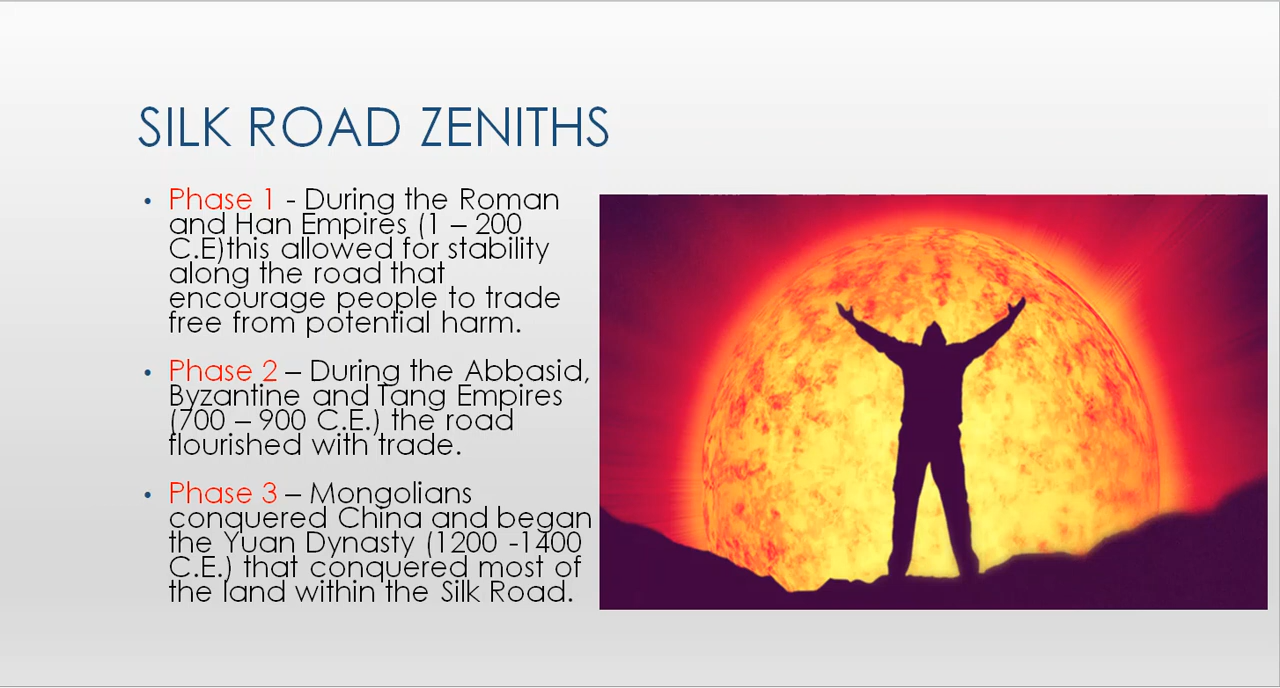 SILK ROAD ZENITHS
• Phase 1 - During the Roman
and Han Empires (1 – 200
C.E)this allowed for stability
along the road that
encourage people to trade
free from potential harm.
• Phase 2 – During the Abbasid,
Byzantine and Tang Empires
(700 – 900 C.E.) the road
flourished with trade.
• Phase 3 – Mongolians
conquered China and began
the Yuan Dynasty (1200 -1400
C.E.) that conquered most of
the land within the Silk Road.